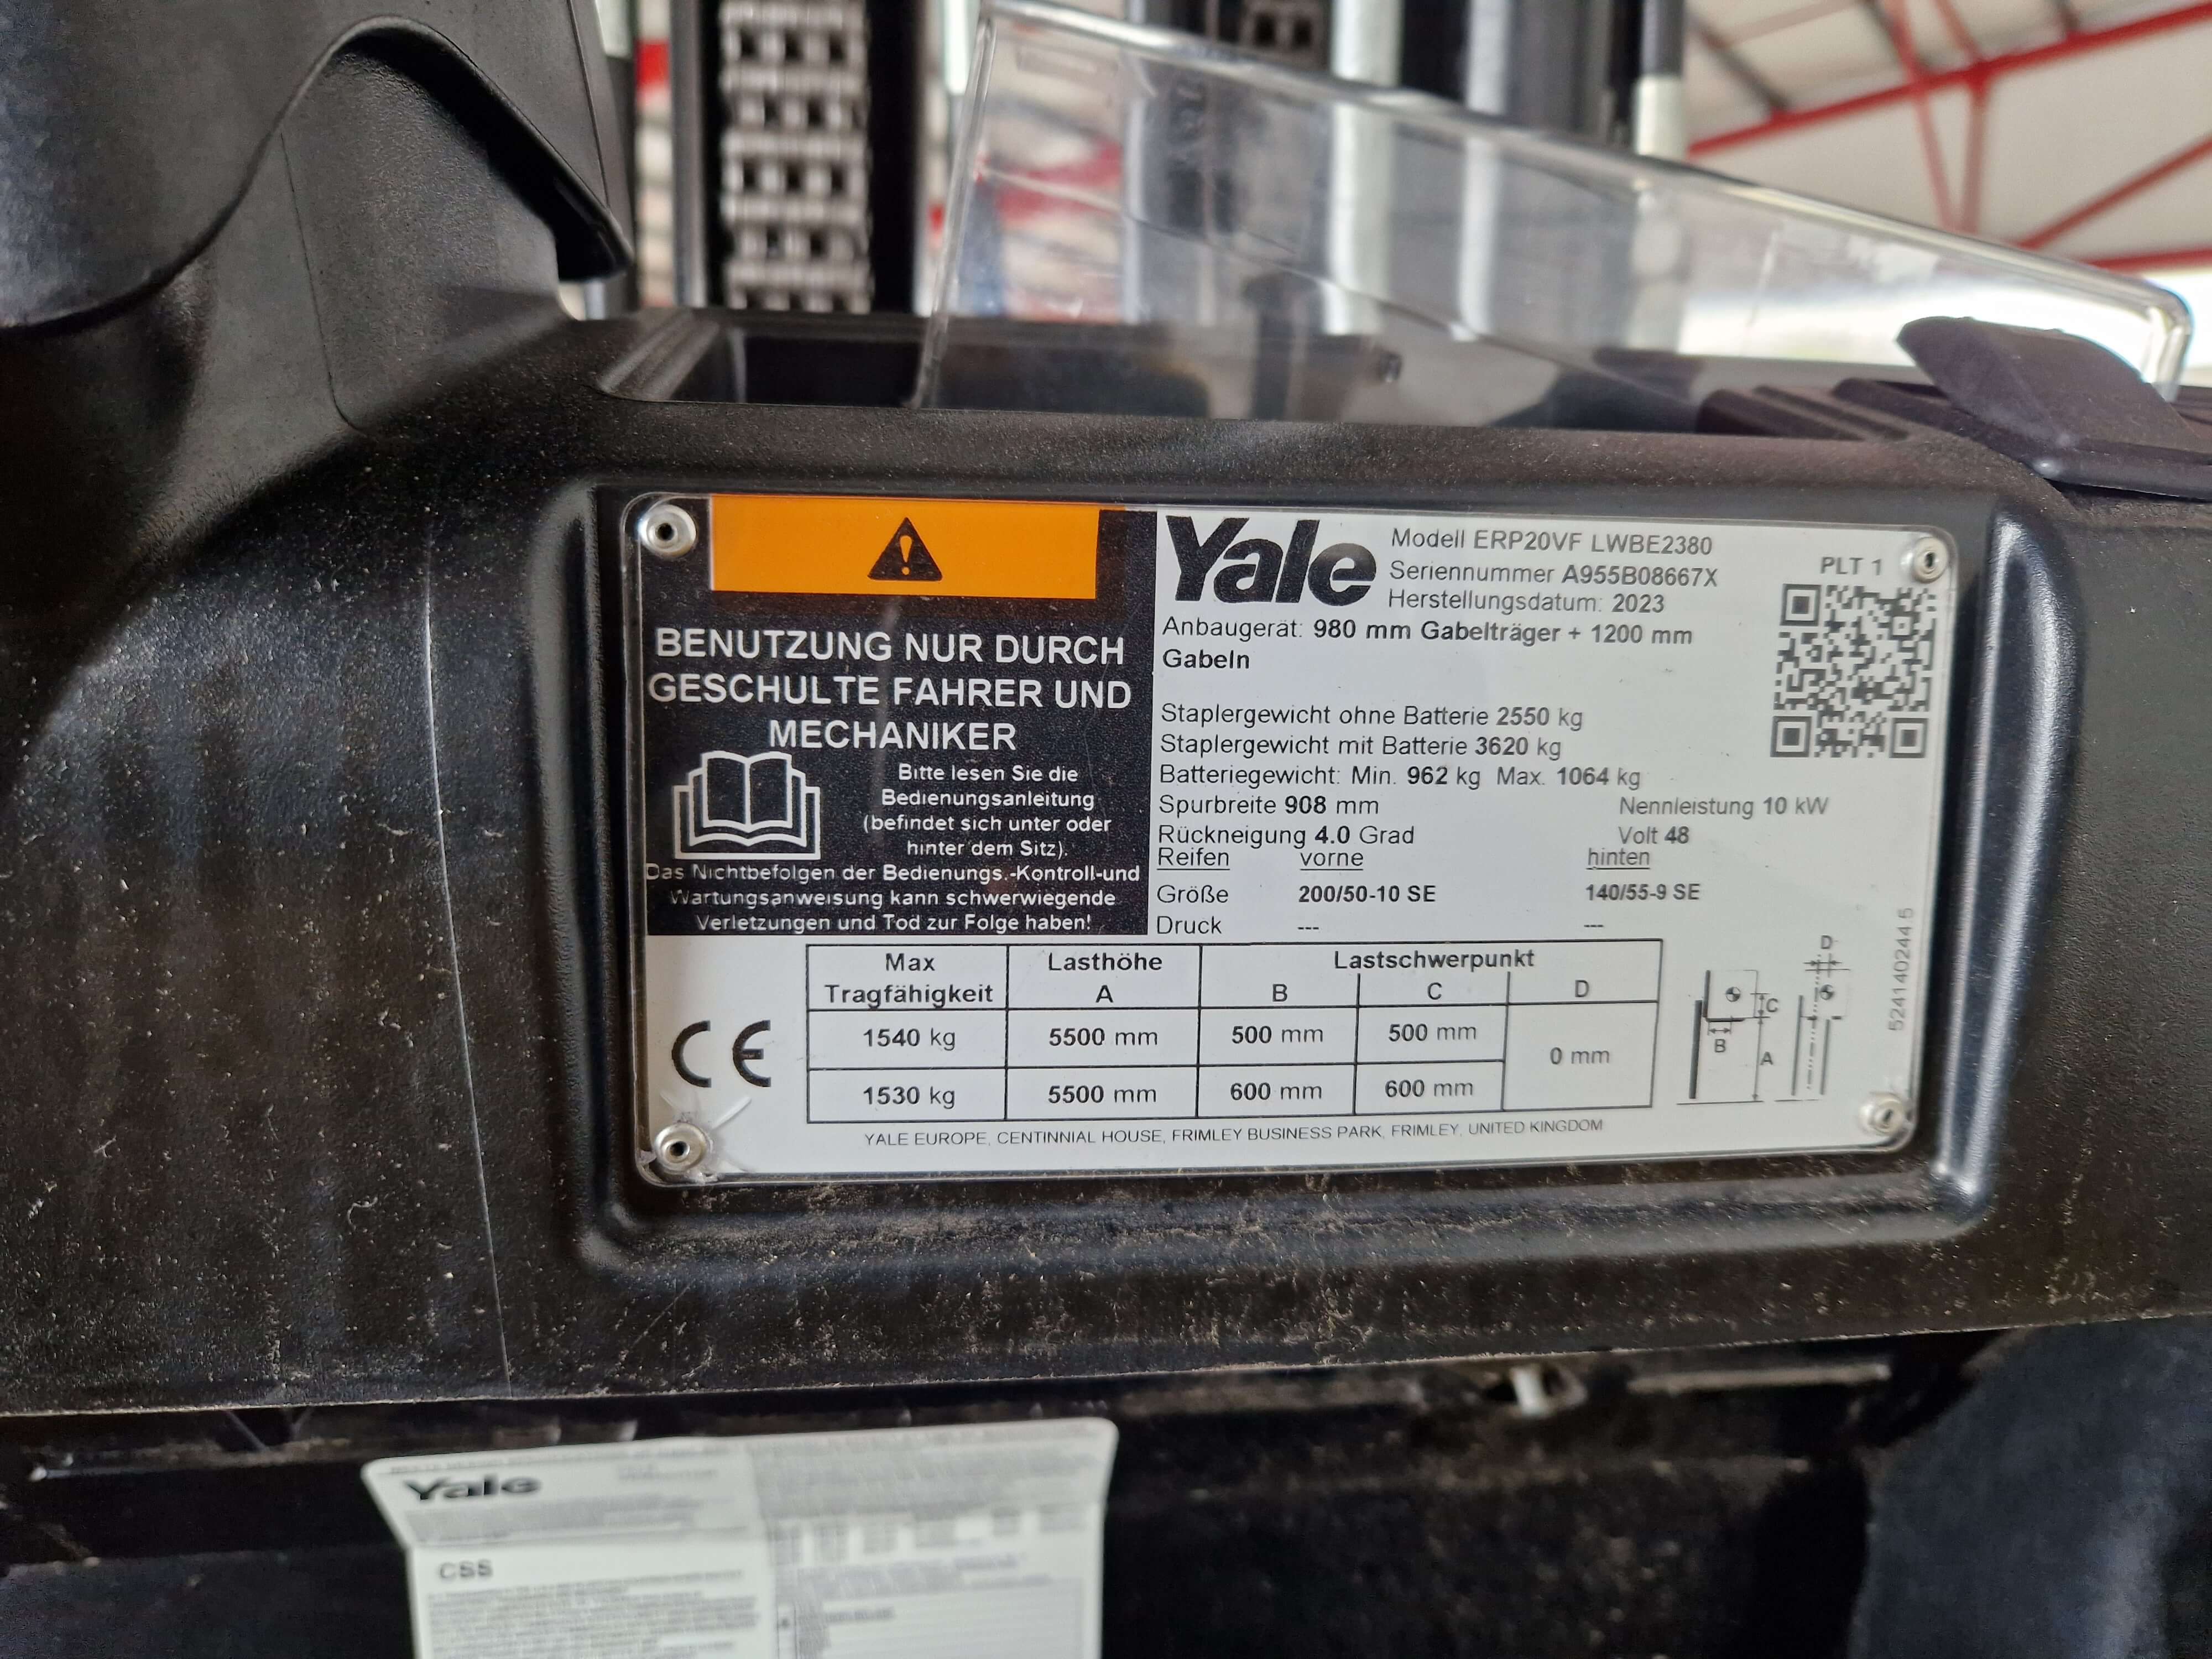 BENUTZUNG NUR DURCH
GESCHULTE FAHRER UND
MECHANIKER
Bitte lesen Sie die
Bedienungsanleitung
(befindet sich unter oder
hinter dem Sitz).
Das Nichtbefolgen der Bedienungs.-Kontroll-und
Wartungsanweisung kann schwerwiegende
Verletzungen und Tod zur Folge haben!
Yale
Modell ERP20VF LWBE2380
Seriennummer A955B08667X
Herstellungsdatum: 2023
PLT 1
Anbaugerät: 980 mm Gabelträger + 1200 mm
Gabeln
Staplergewicht ohne Batterie 2550 kg
Staplergewicht mit Batterie 3620 kg
Batteriegewicht: Min. 962 kg Max. 1064 kg
Spurbreite 908 mm Nennleistung 10 kW
Rückneigung 4.0 Grad Volt 48
Reifen vorne hinten
Größe 200/50-10 SE 140/55-9 SE
Druck --- ---
Max Lasthöhe Lastschwerpunkt
Tragfähigkeit A B C D
1540 kg 5500 mm 500 mm 500 mm 0 mm
1530 kg 5500 mm 600 mm 600 mm
CE
D
C
B
A
524140244 5
YALE EUROPE, CENTINNIAL HOUSE, FRIMLEY BUSINESS PARK, FRIMLEY, UNITED KINGDOM
Yale
CSS